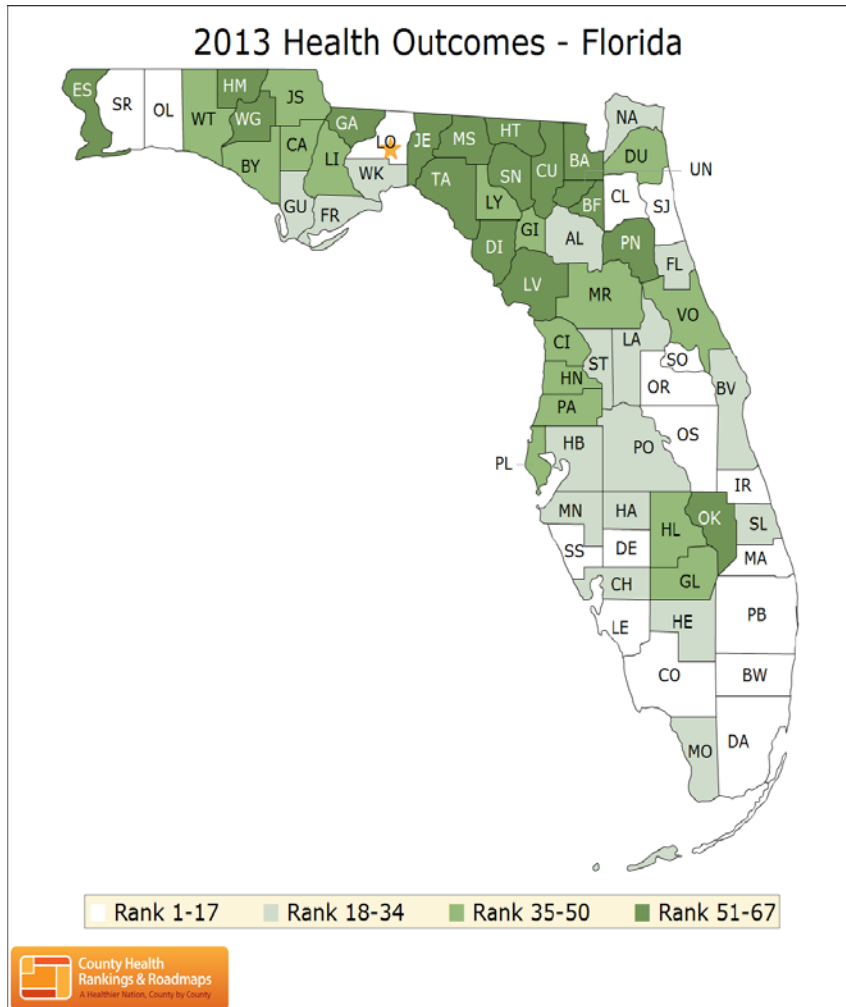 2013 Health Outcomes - Florida
ES
SR
OL
WT
HM
WG
JS
BY
CA
GU
LI
FR
GA
LO
WK
JE
MS
HT
TA
SN
CU
BA
LY
DI
GI
LV
UN
BF
NA
DU
CL
SJ
AL
PN
FL
MR
VO
CI
ST
LA
SO
HN
OR
BV
PA
HB
PO
OS
PL
IR
MN
HA
HL
OK
SL
SS
DE
MA
CH
GL
LE
HE
PB
CO
BW
MO
DA
Rank 1-17 Rank 18-34 Rank 35-50 Rank 51-67
County Health
Rankings & Roadmaps
A Healthier Nation, County by County